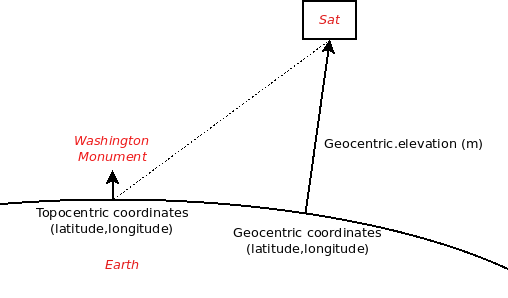 Sat
Washington
Monument
Geocentric.elevation (m)
Topocentric coordinates
(latitude,longitude)
Geocentric coordinates
(latitude,longitude)
Earth